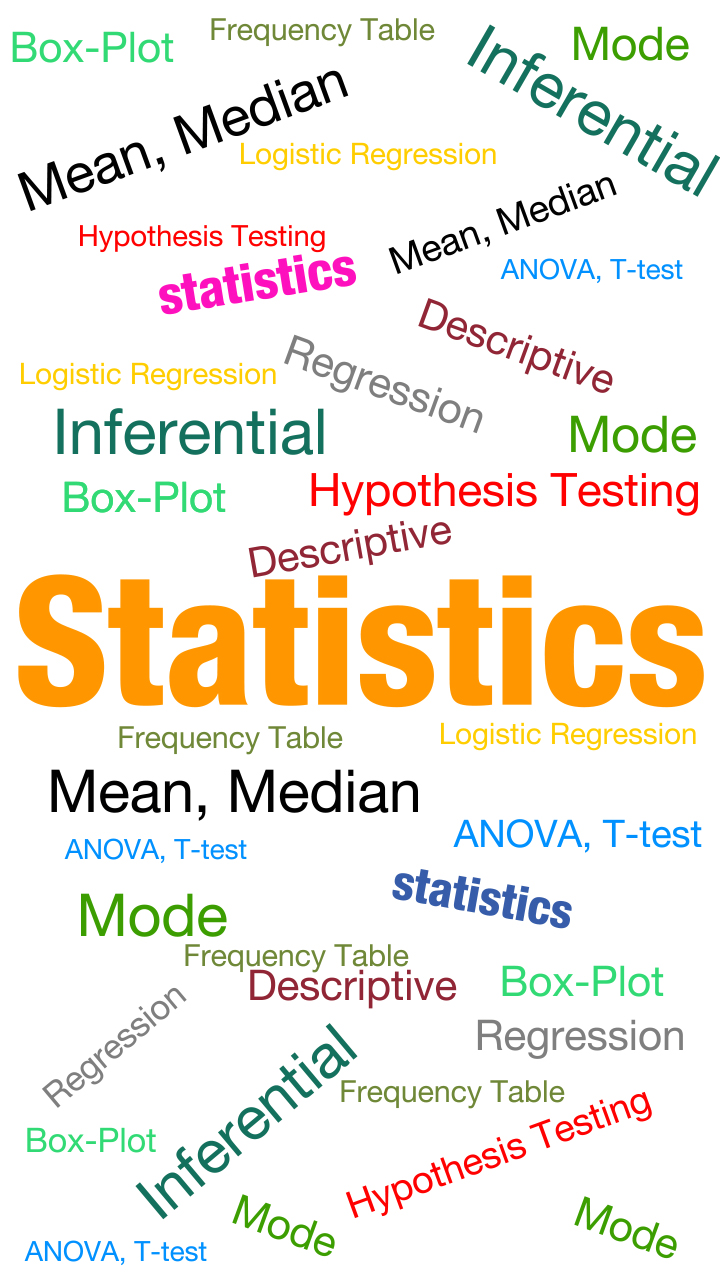 Box-Plot
Frequency Table
Mode
Inferential
Mean, Median
Logistic Regression
Mean, Median
Hypothesis Testing
statistics
ANOVA, T-test
Descriptive
Logistic Regression
Regression
Inferential
Mode
Box-Plot
Hypothesis Testing
Descriptive
Statistics
Frequency Table
Logistic Regression
Mean, Median
ANOVA, T-test
ANOVA, T-test
statistics
Mode
Frequency Table
Descriptive
Box-Plot
Regression
Regression
Inferential
Frequency Table
Box-Plot
Hypothesis Testing
Mode
Mode
ANOVA, T-test